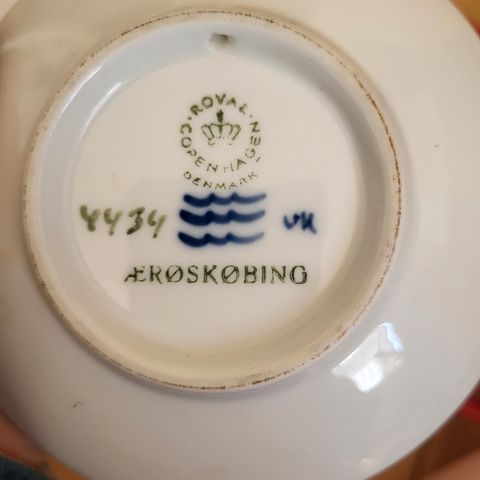 ROYAL COPENHAGEN
DENMARK
4434 VK
ÆRØSKØBING